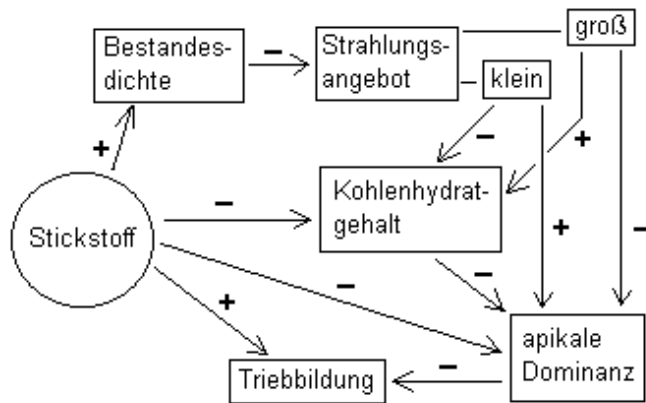 Bestandes-
dichte
Strahlungs-
angebot
groß
klein
Kohlenhydrat-
gehalt
Stickstoff
apikale
Dominanz
Triebbildung
+
−
−
+
−
+
−
−
−
+
−